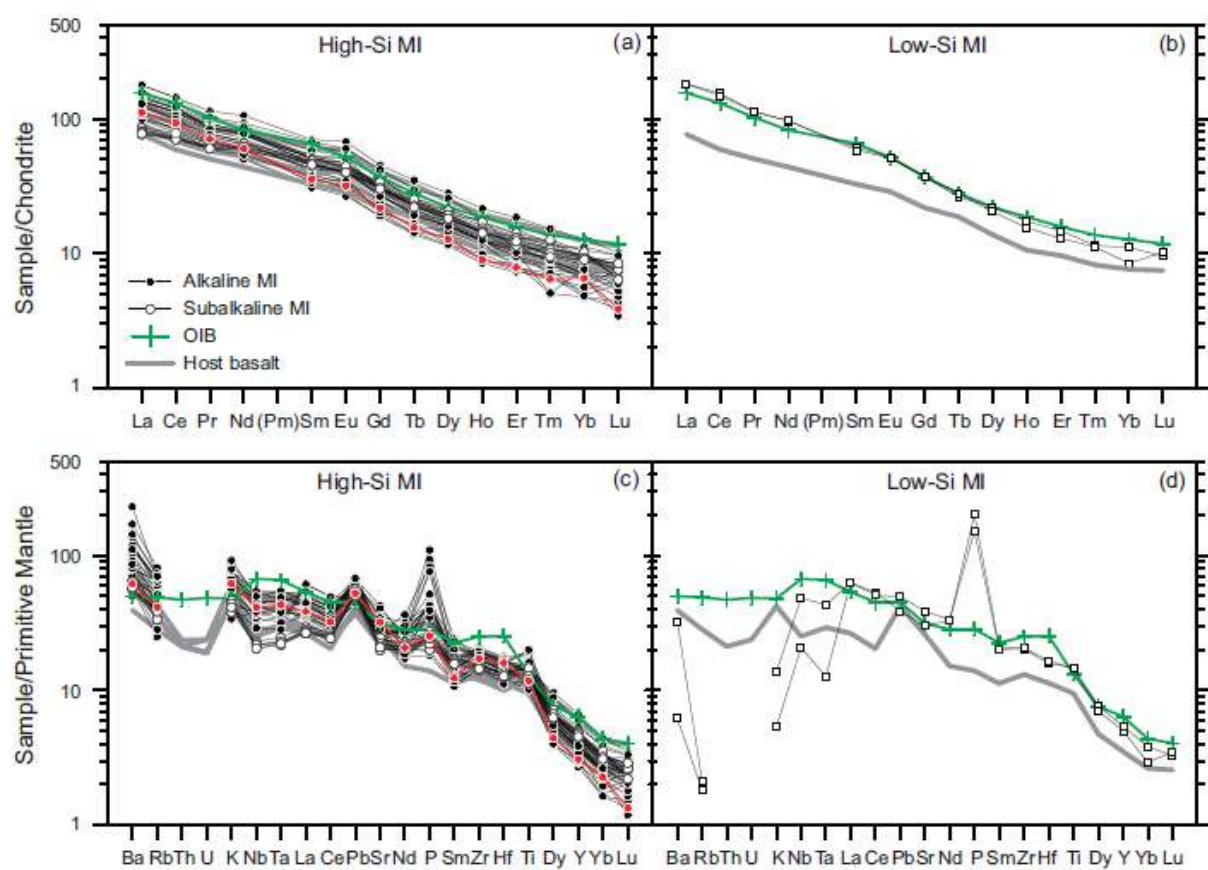 500
100
10
1
Sample/Chondrite
High-Si MI
(a)
Alkaline MI
Subalkaline MI
OIB
Host basalt
Low-Si MI
(b)
La Ce Pr Nd (Pm) Sm Eu Gd Tb Dy Ho Er Tm Yb Lu
La Ce Pr Nd (Pm) Sm Eu Gd Tb Dy Ho Er Tm Yb Lu
500
100
10
1
Sample/Primitive Mantle
High-Si MI
(c)
Low-Si MI
(d)
Ba Rb Th U K Nb Ta La Ce Pb Sr Nd P Sm Zr Hf Ti Dy Y Yb Lu
Ba Rb Th U K Nb Ta La Ce Pb Sr Nd P Sm Zr Hf Ti Dy Y Yb Lu